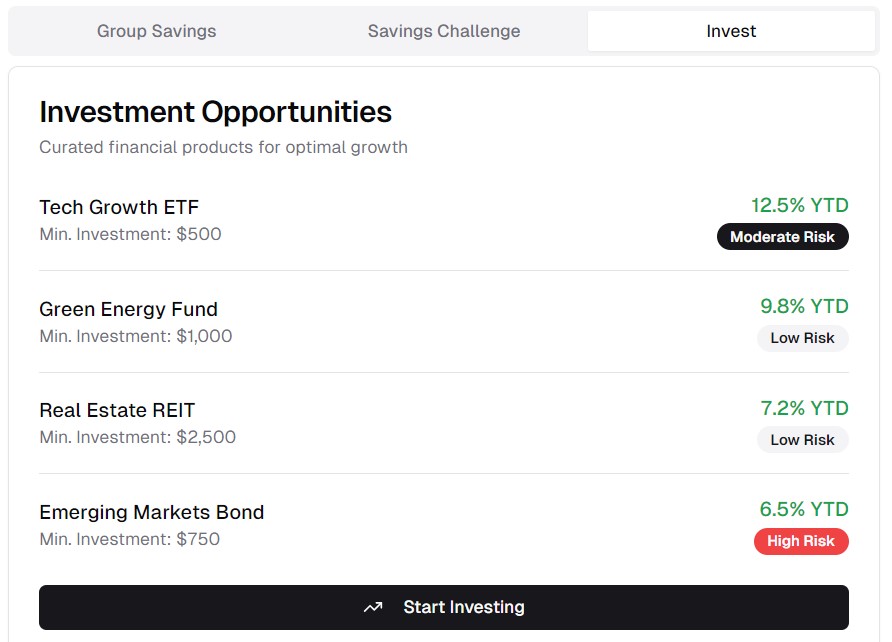 Group Savings
Savings Challenge
Invest
Investment Opportunities
Curated financial products for optimal growth
Tech Growth ETF
12.5% YTD
Min. Investment: $500
Moderate Risk
Green Energy Fund
9.8% YTD
Min. Investment: $1,000
Low Risk
Real Estate REIT
7.2% YTD
Min. Investment: $2,500
Low Risk
Emerging Markets Bond
6.5% YTD
Min. Investment: $750
High Risk
Start Investing